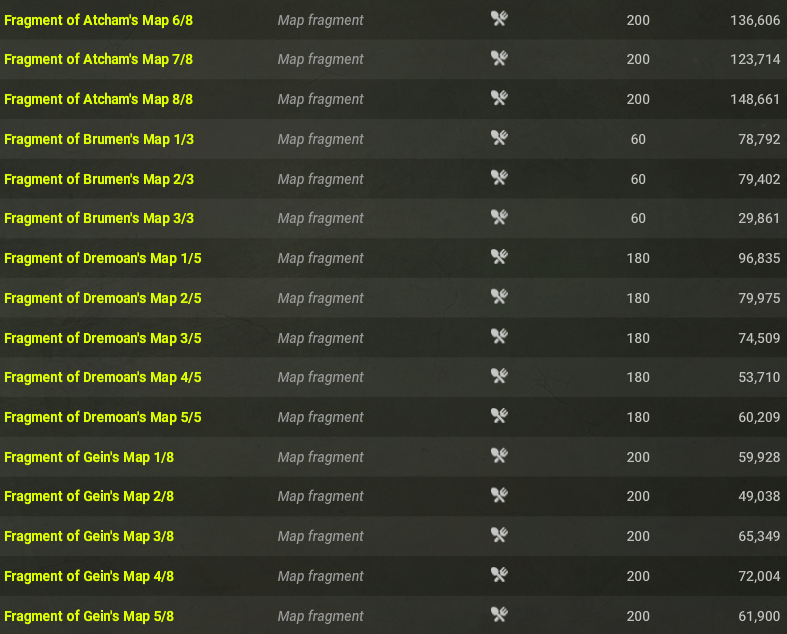 Fragment of Atcham's Map 6/8 Map fragment 200 136,606
Fragment of Atcham's Map 7/8 Map fragment 200 123,714
Fragment of Atcham's Map 8/8 Map fragment 200 148,661
Fragment of Brumen's Map 1/3 Map fragment 60 78,792
Fragment of Brumen's Map 2/3 Map fragment 60 79,402
Fragment of Brumen's Map 3/3 Map fragment 60 29,861
Fragment of Dremoan's Map 1/5 Map fragment 180 96,835
Fragment of Dremoan's Map 2/5 Map fragment 180 79,975
Fragment of Dremoan's Map 3/5 Map fragment 180 74,509
Fragment of Dremoan's Map 4/5 Map fragment 180 53,710
Fragment of Dremoan's Map 5/5 Map fragment 180 60,209
Fragment of Gein's Map 1/8 Map fragment 200 59,928
Fragment of Gein's Map 2/8 Map fragment 200 49,038
Fragment of Gein's Map 3/8 Map fragment 200 65,349
Fragment of Gein's Map 4/8 Map fragment 200 72,004
Fragment of Gein's Map 5/8 Map fragment 200 61,900